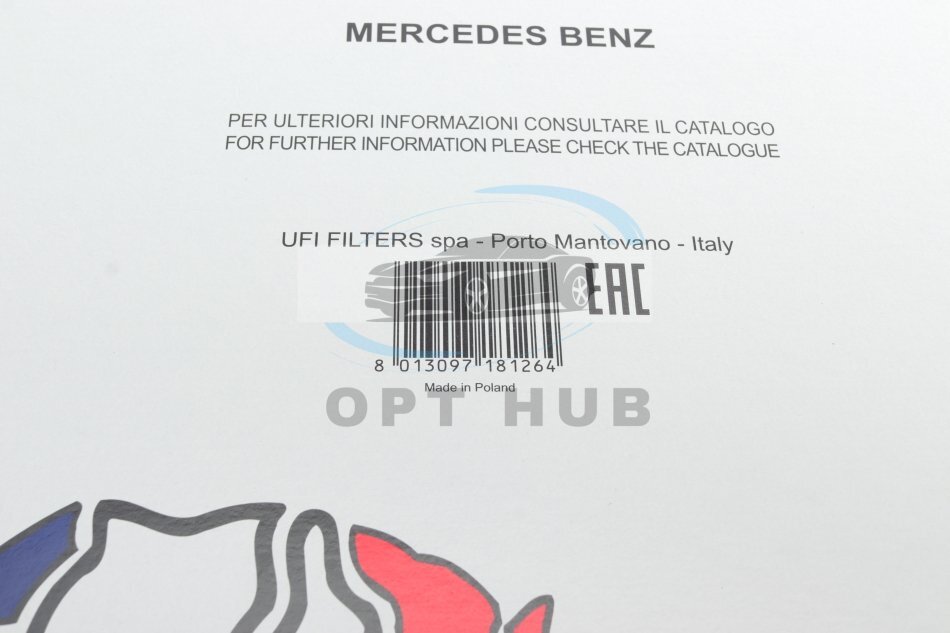 MERCEDES BENZ
PER ULTERIORI INFORMAZIONI CONSULTARE IL CATALOGO
FOR FURTHER INFORMATION PLEASE CHECK THE CATALOGUE
UFI FILTERS spa - Porto Mantovano - Italy
EAC
8 013097 181264
Made in Poland
OPT HUB